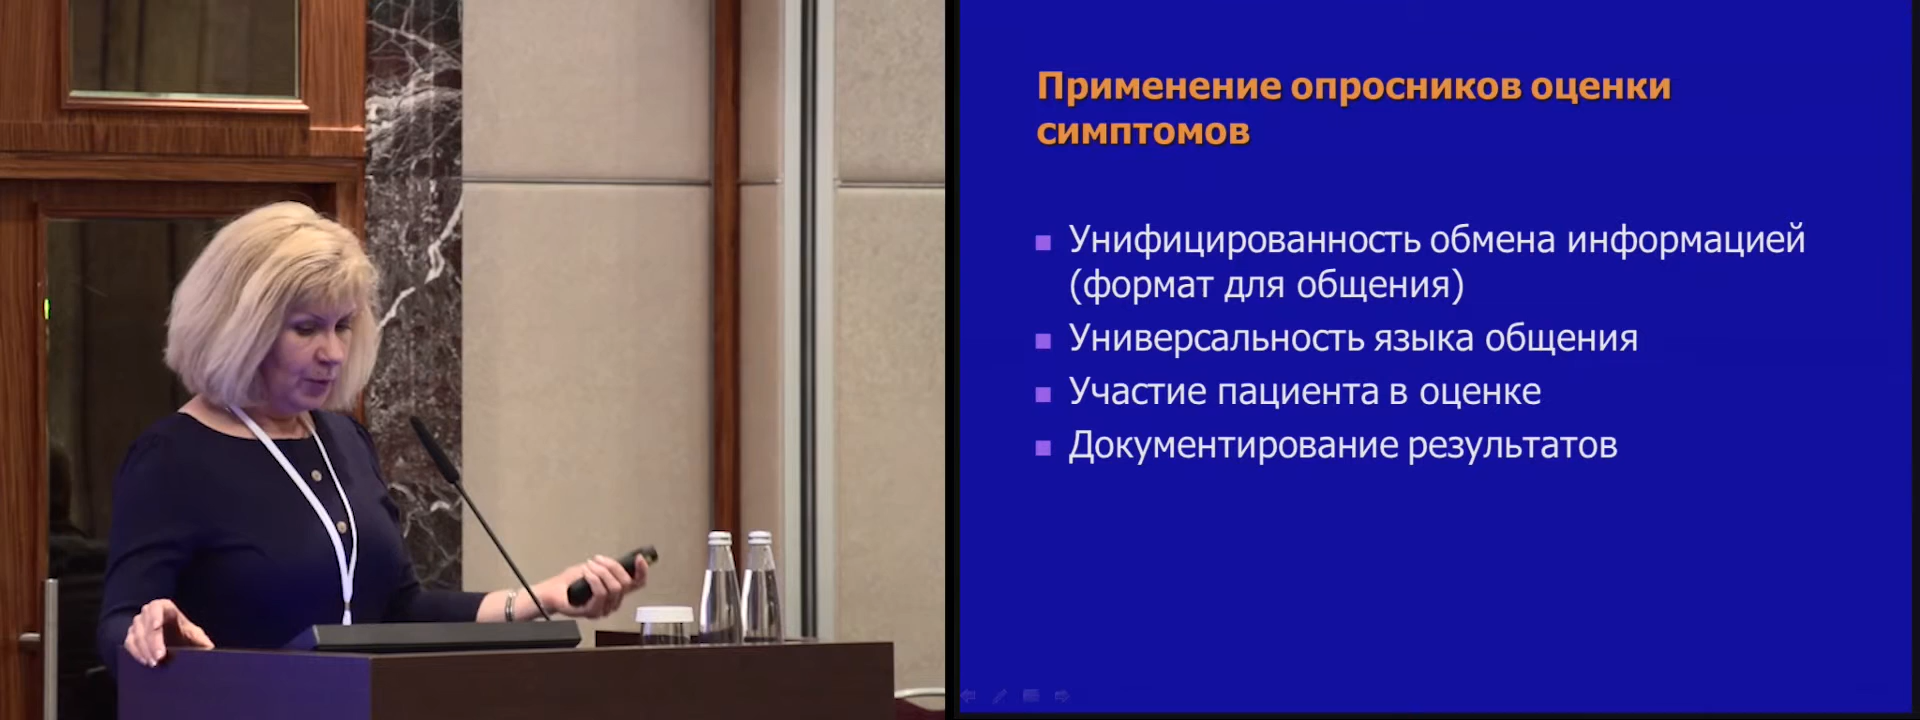 Применение опросников оценки
симптомов
Унифицированность обмена информацией
(формат для общения)
Универсальность языка общения
Участие пациента в оценке
Документирование результатов